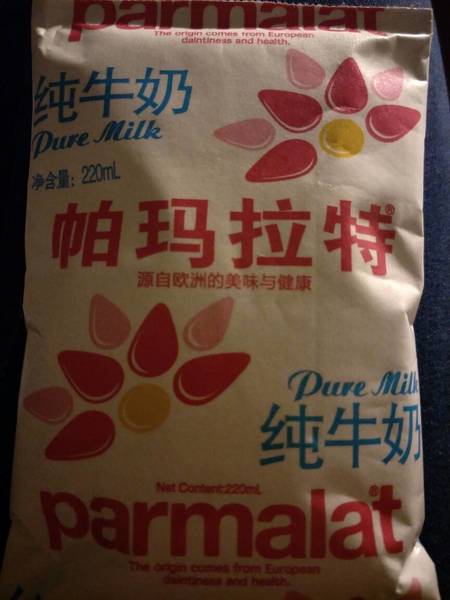 parmalat
The origin comes from European
daintiness and health.
纯牛奶
Pure Milk
净含量：220mL
帕玛拉特®
源自欧洲的美味与健康
Pure Milk
纯牛奶
Net Content:220mL
parmalat®
The origin comes from European
daintiness and health.